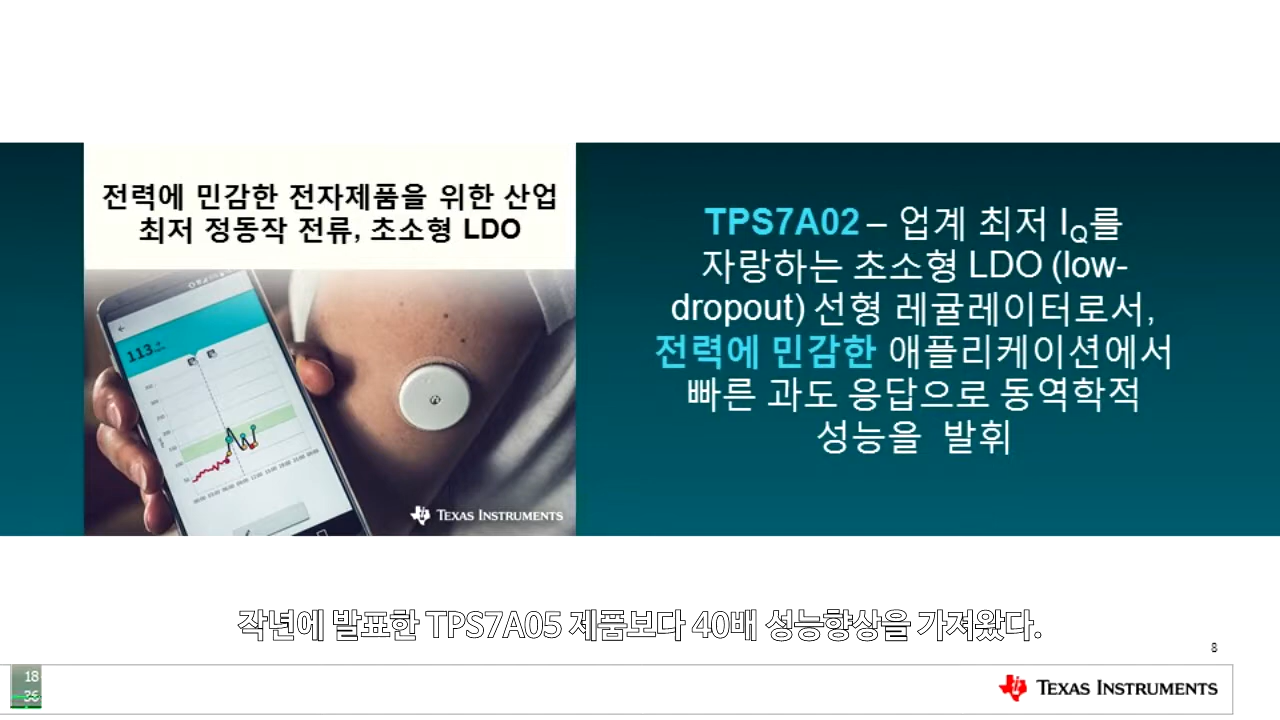 전력에 민감한 전자제품을 위한 산업
최저 정동작 전류, 초소형 LDO
113
TEXAS INSTRUMENTS
TPS7A02 – 업계 최저 IQ를
자랑하는 초소형 LDO (low-
dropout) 선형 레귤레이터로서,
전력에 민감한 애플리케이션에서
빠른 과도 응답으로 동역학적
성능을 발휘
작년에 발표한 TPS7A05 제품보다 40배 성능향상을 가져왔다.
8
18
36
TEXAS INSTRUMENTS